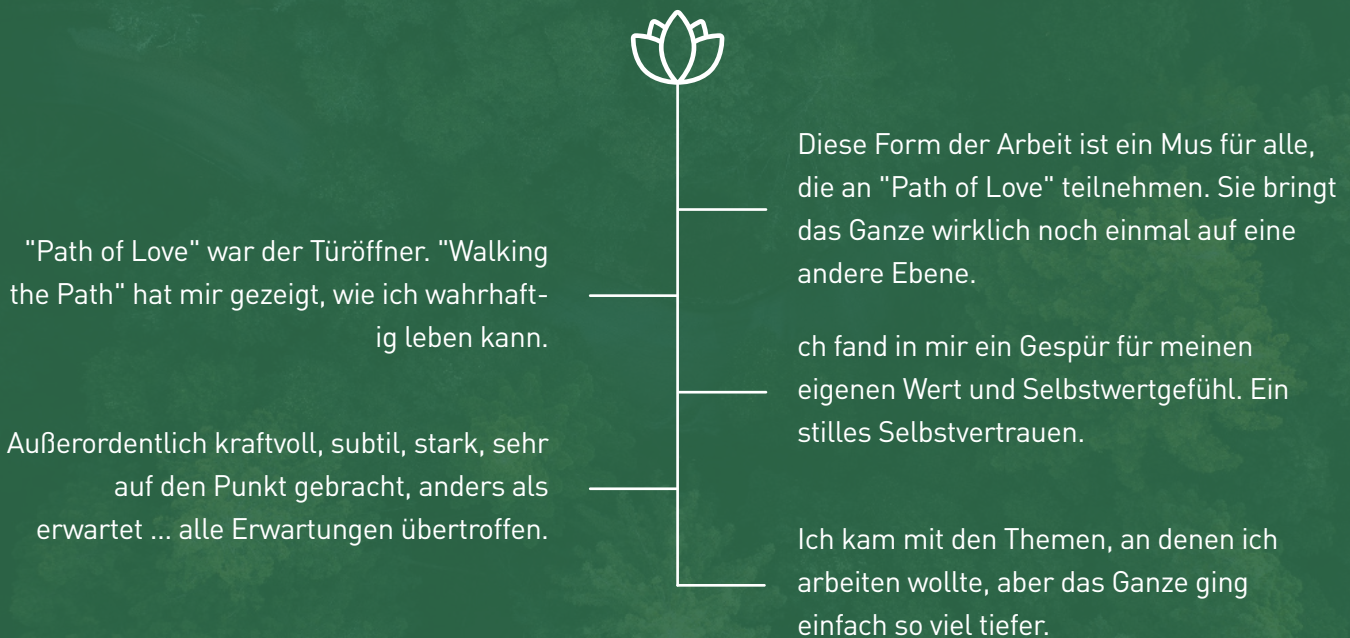 Diese Form der Arbeit ist ein Mus für alle,
die an "Path of Love" teilnehmen. Sie bringt
das Ganze wirklich noch einmal auf eine
andere Ebene.
"Path of Love" war der Türöffner. "Walking
the Path" hat mir gezeigt, wie ich wahrhaft-
ig leben kann.
ch fand in mir ein Gespür für meinen
eigenen Wert und Selbstwertgefühl. Ein
stilles Selbstvertrauen.
Außerordentlich kraftvoll, subtil, stark, sehr
auf den Punkt gebracht, anders als
erwartet ... alle Erwartungen übertroffen.
Ich kam mit den Themen, an denen ich
arbeiten wollte, aber das Ganze ging
einfach so viel tiefer.